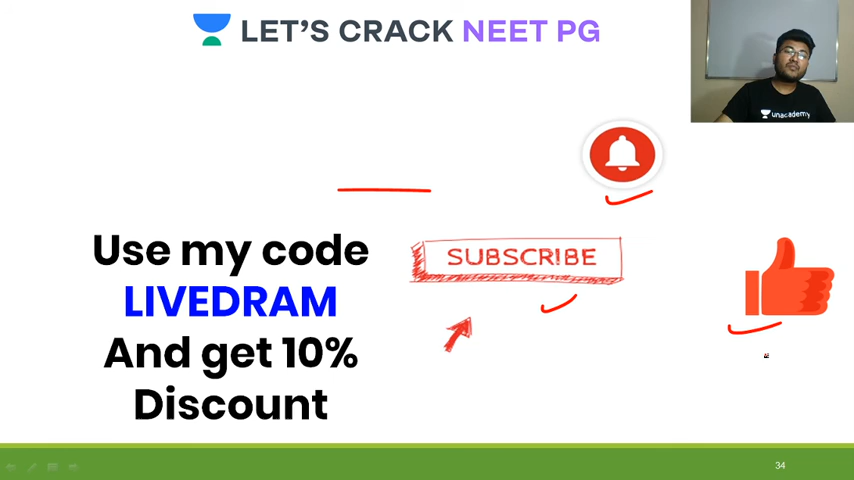 LET'S CRACK NEET PG
unacademy
Use my code
LIVEDRAM
And get 10%
Discount
SUBSCRIBE
34